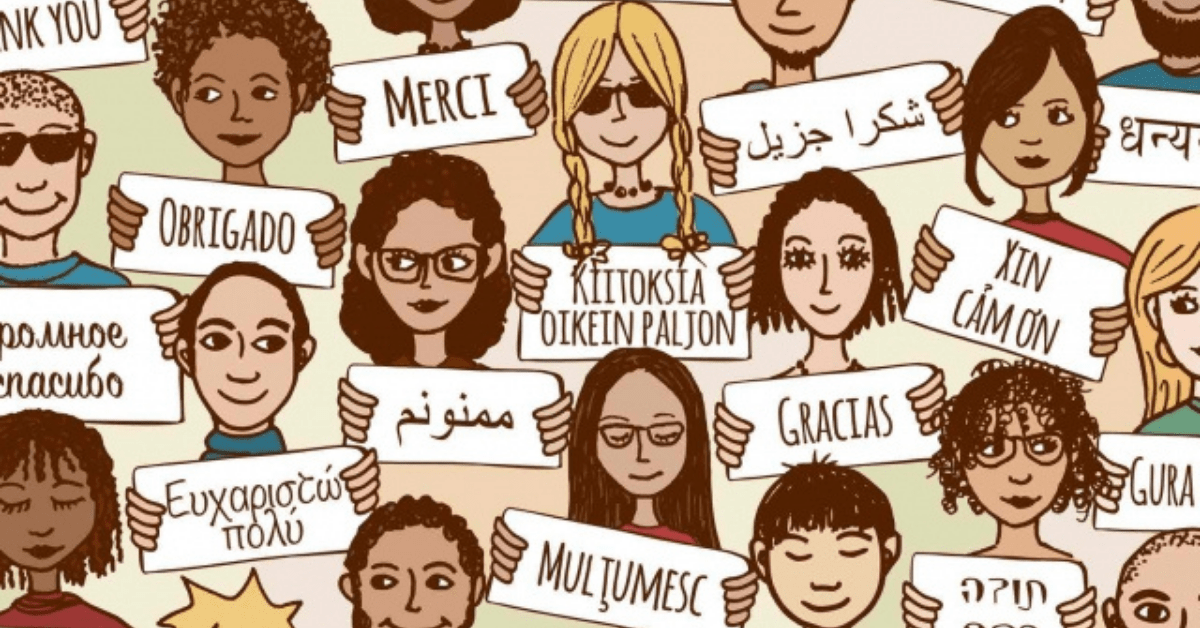 NK YOU
MERCI
شكرا جزيل
धन्य
OBRIGADO
KIITOKSIA
OIKEIN PALJON
XIN
CẢM ƠN
ромное
спасибо
ممنونم
GRACIAS
Ευχαριστώ
πολύ
GURA
MULŢUMESC
תודה